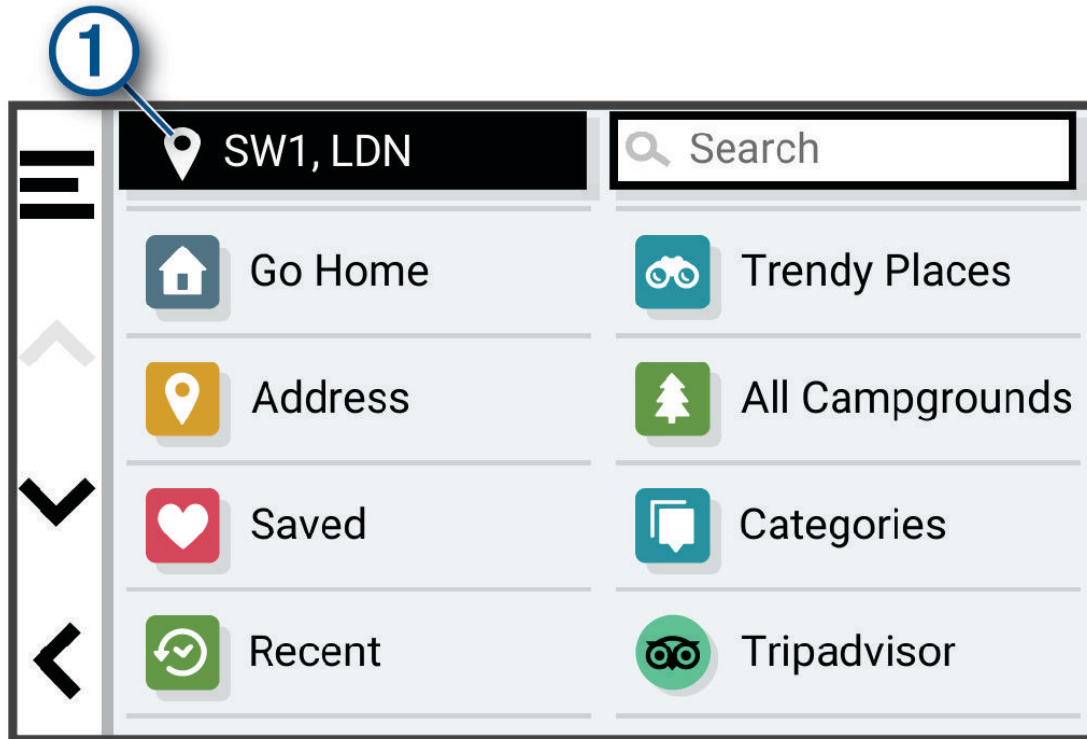 1
SW1, LDN
Search
Go Home
Trendy Places
Address
All Campgrounds
Saved
Categories
Recent
Tripadvisor